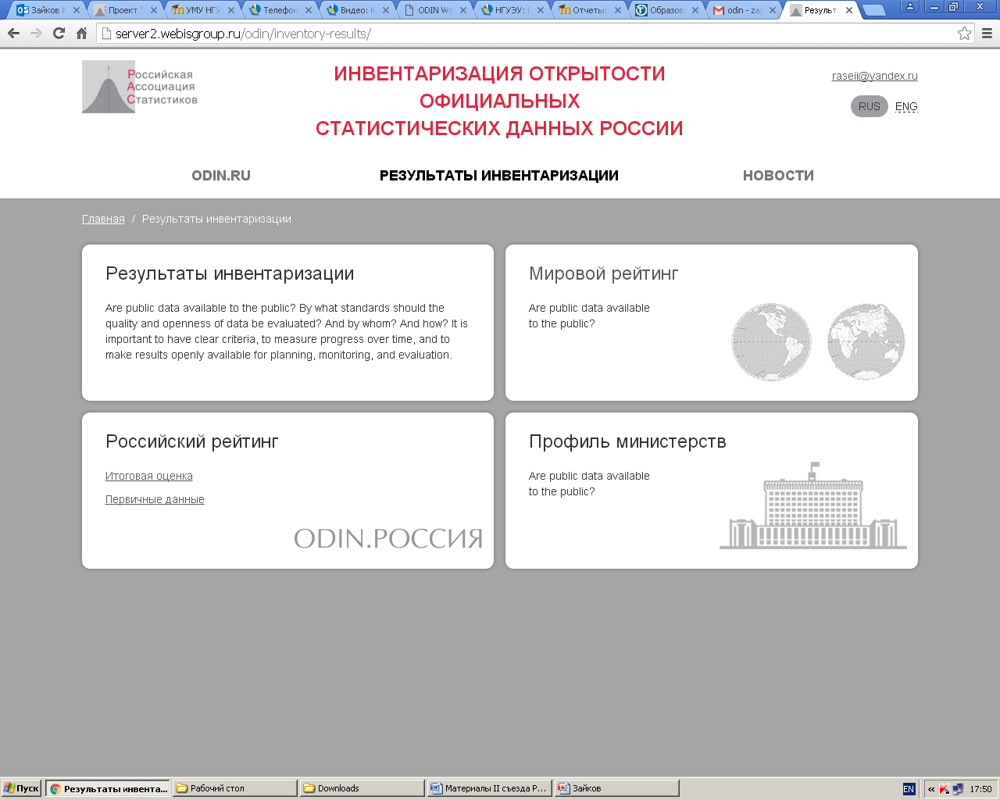 Зайков К
Проект "
УМУ НГУ
Телефон
Видео: К
ODIN Wo
НГУЭУ:
Отчеты:
Образов
odin - za
Результ
server2.webisgroup.ru/odin/inventory-results/
Российская
Ассоциация
Статистиков
ИНВЕНТАРИЗАЦИЯ ОТКРЫТОСТИ
ОФИЦИАЛЬНЫХ
СТАТИСТИЧЕСКИХ ДАННЫХ РОССИИ
raseii@yandex.ru
RUS ENG
ODIN.RU
РЕЗУЛЬТАТЫ ИНВЕНТАРИЗАЦИИ
НОВОСТИ
Главная / Результаты инвентаризации
Результаты инвентаризации
Are public data available to the public? By what standards should the
quality and openness of data be evaluated? And by whom? And how? It is
important to have clear criteria, to measure progress over time, and to
make results openly available for planning, monitoring, and evaluation.
Мировой рейтинг
Are public data available
to the public?
Российский рейтинг
Итоговая оценка
Первичные данные
ODIN.РОССИЯ
Профиль министерств
Are public data available
to the public?
Пуск
Результаты инвента...
Рабочий стол
Downloads
Материалы II съезда Р...
Зайков
EN
17:50